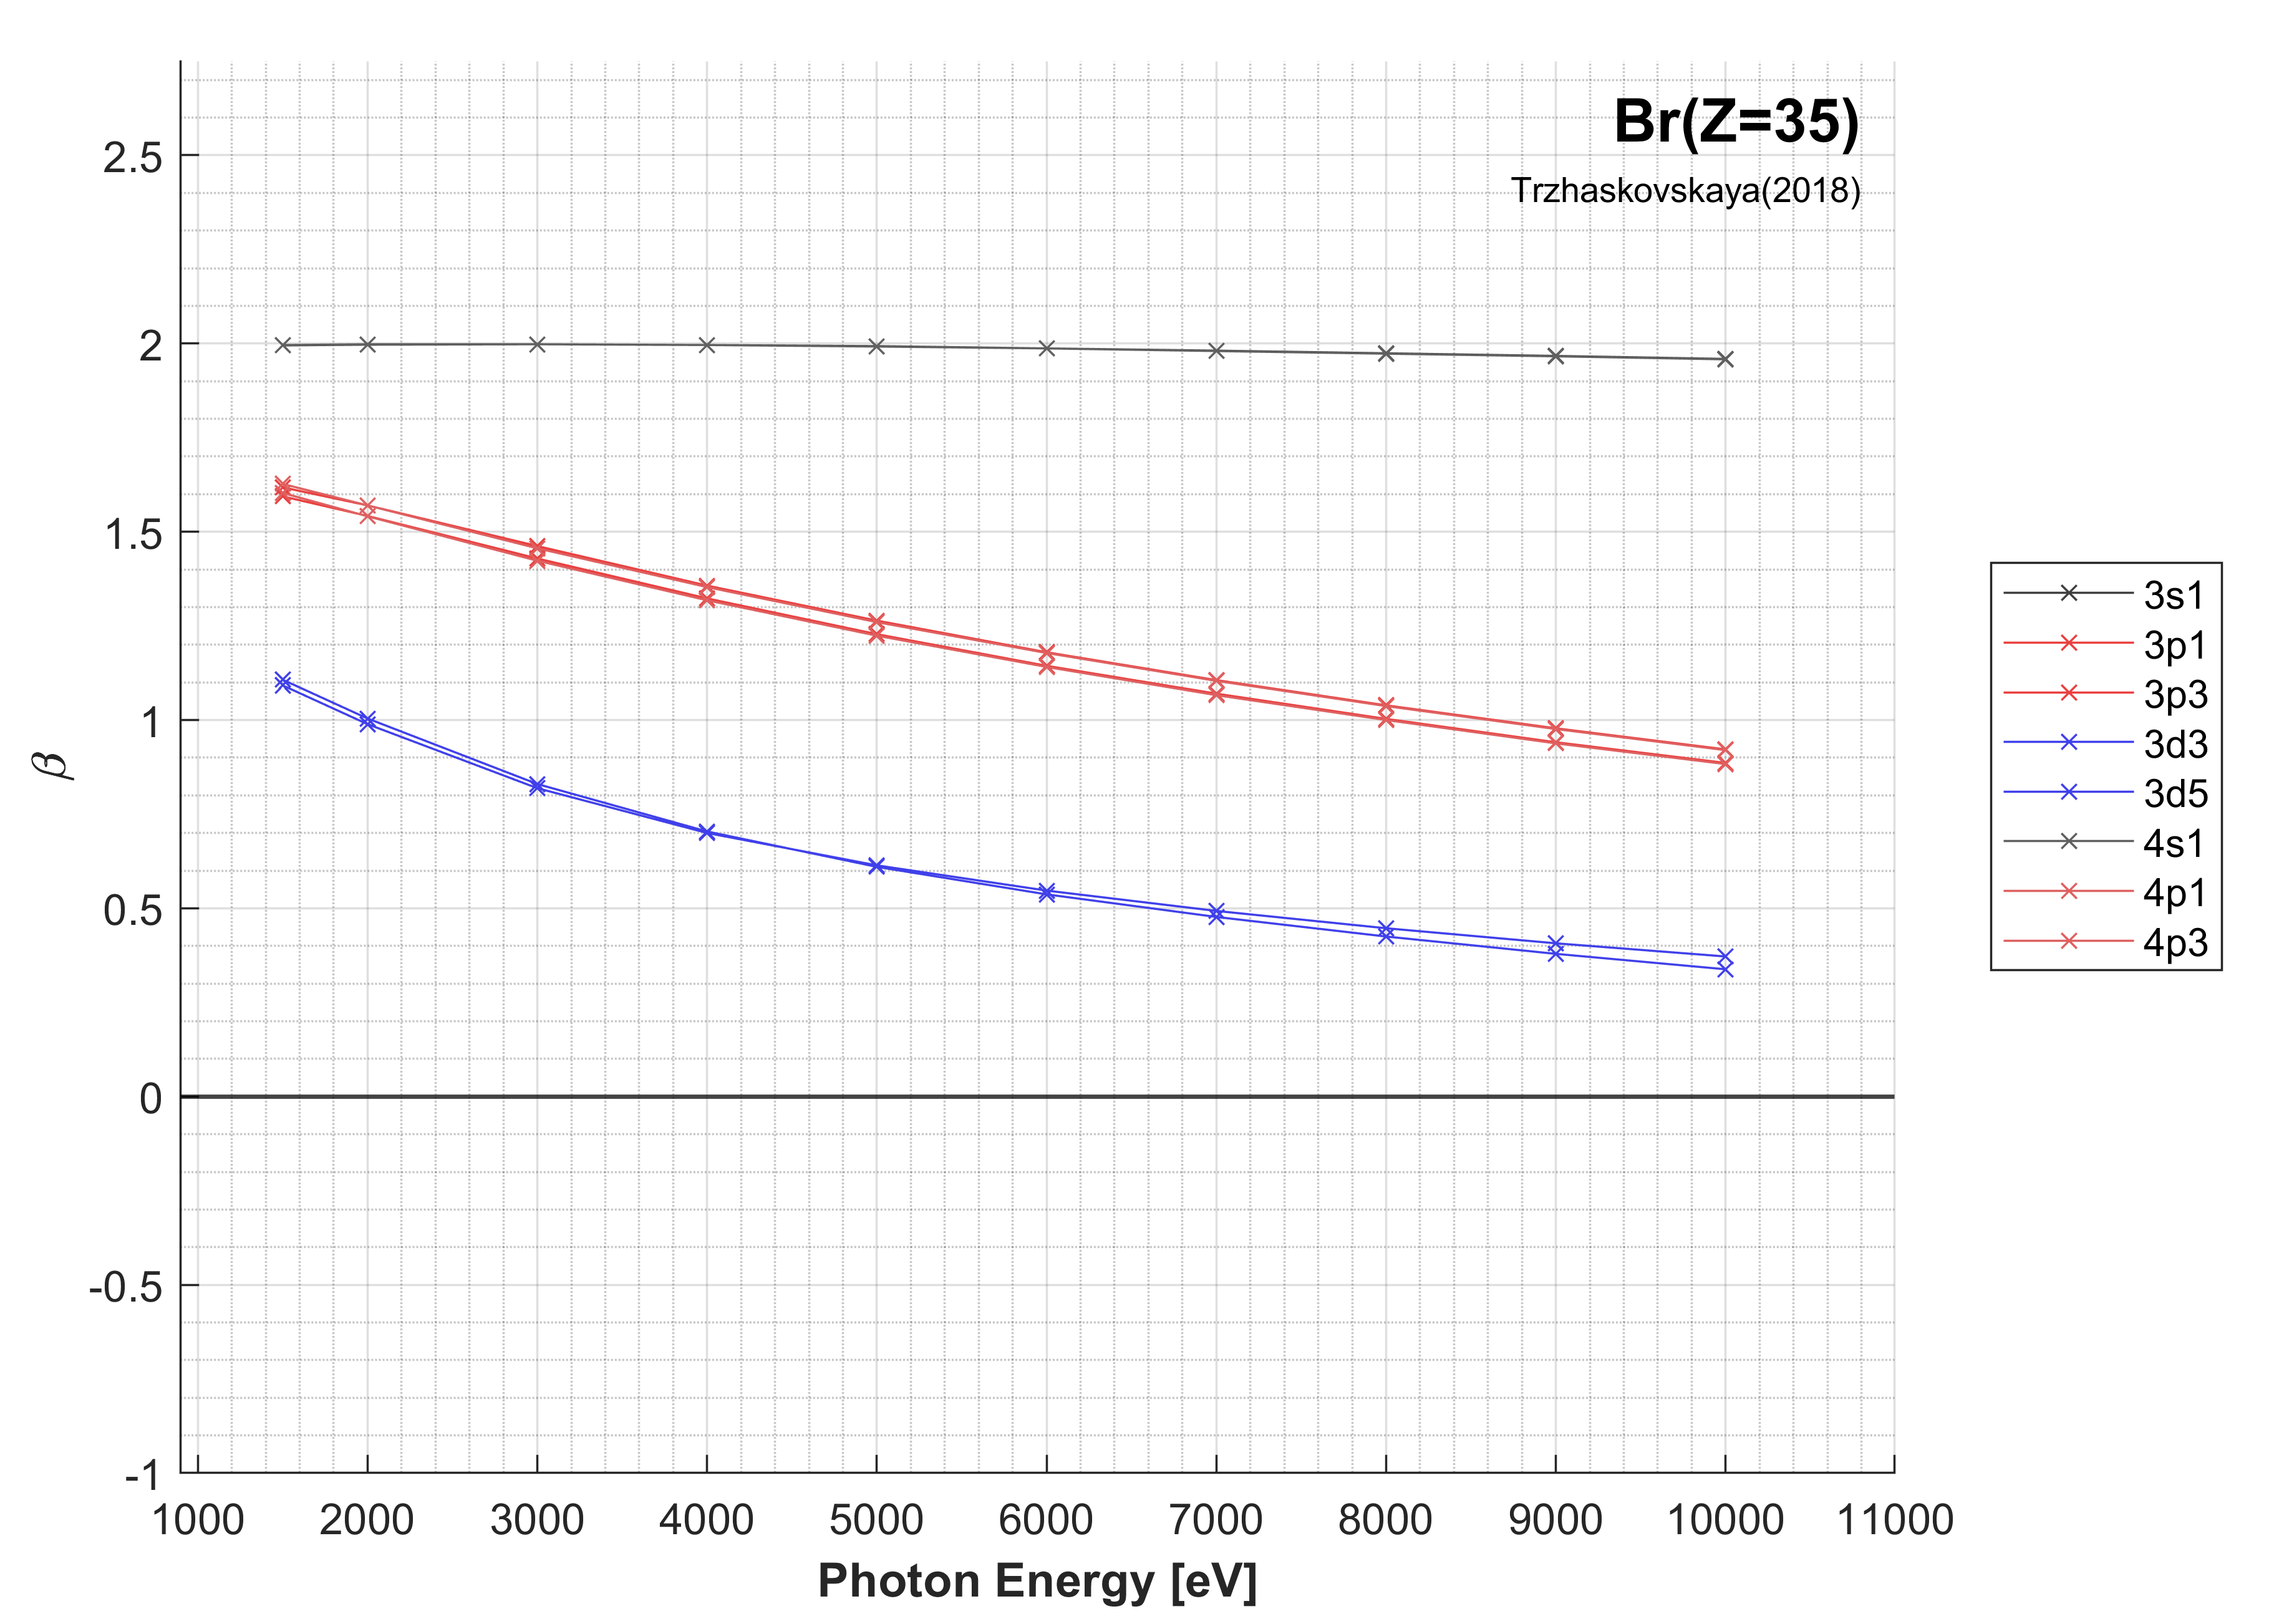 Br(Z=35)
Trzhaskovskaya(2018)
2.5
2
1.5
1
0.5
0
-0.5
-1
β
1000 2000 3000 4000 5000 6000 7000 8000 9000 10000 11000
Photon Energy [eV]
3s1
3p1
3p3
3d3
3d5
4s1
4p1
4p3